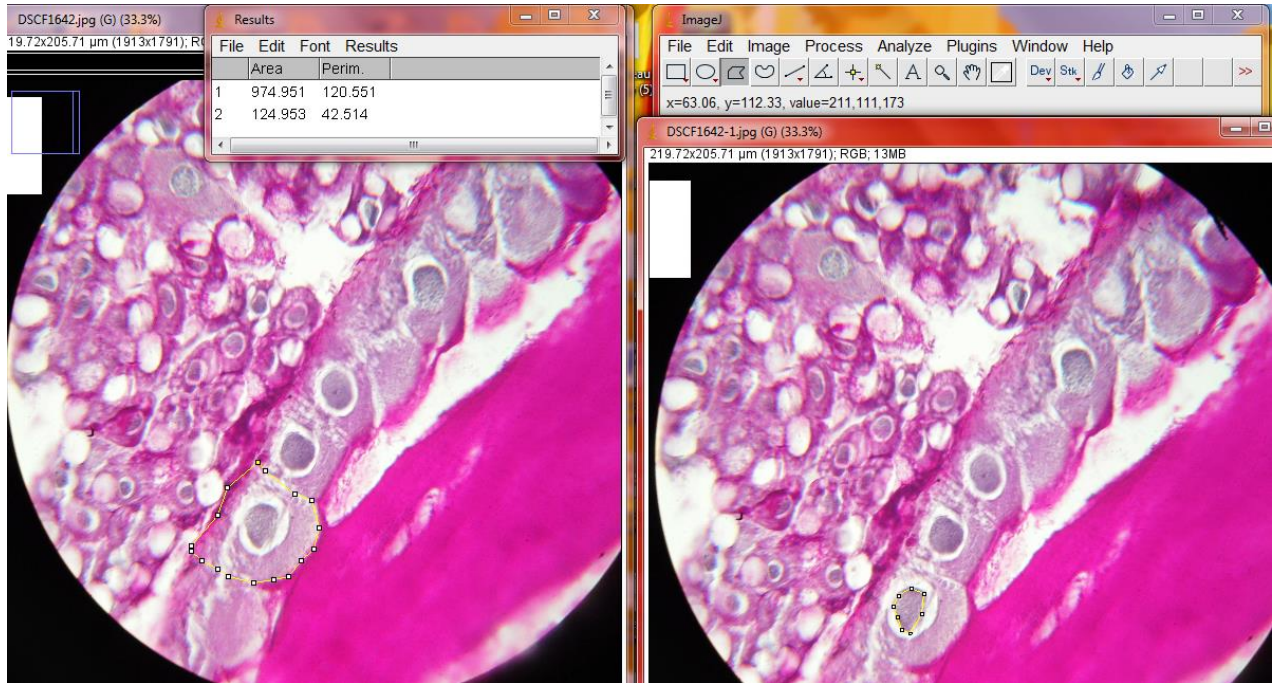 DSCF1642.jpg (G) (33.3%)
19.72x205.71 µm (1913x1791); R
Results
File Edit Font Results
Area Perim.
1 974.951 120.551
2 124.953 42.514
ImageJ
File Edit Image Process Analyze Plugins Window Help
A Dev Stk >>
x=63.06, y=112.33, value=211,111,173
DSCF1642-1.jpg (G) (33.3%)
219.72x205.71 µm (1913x1791); RGB; 13MB